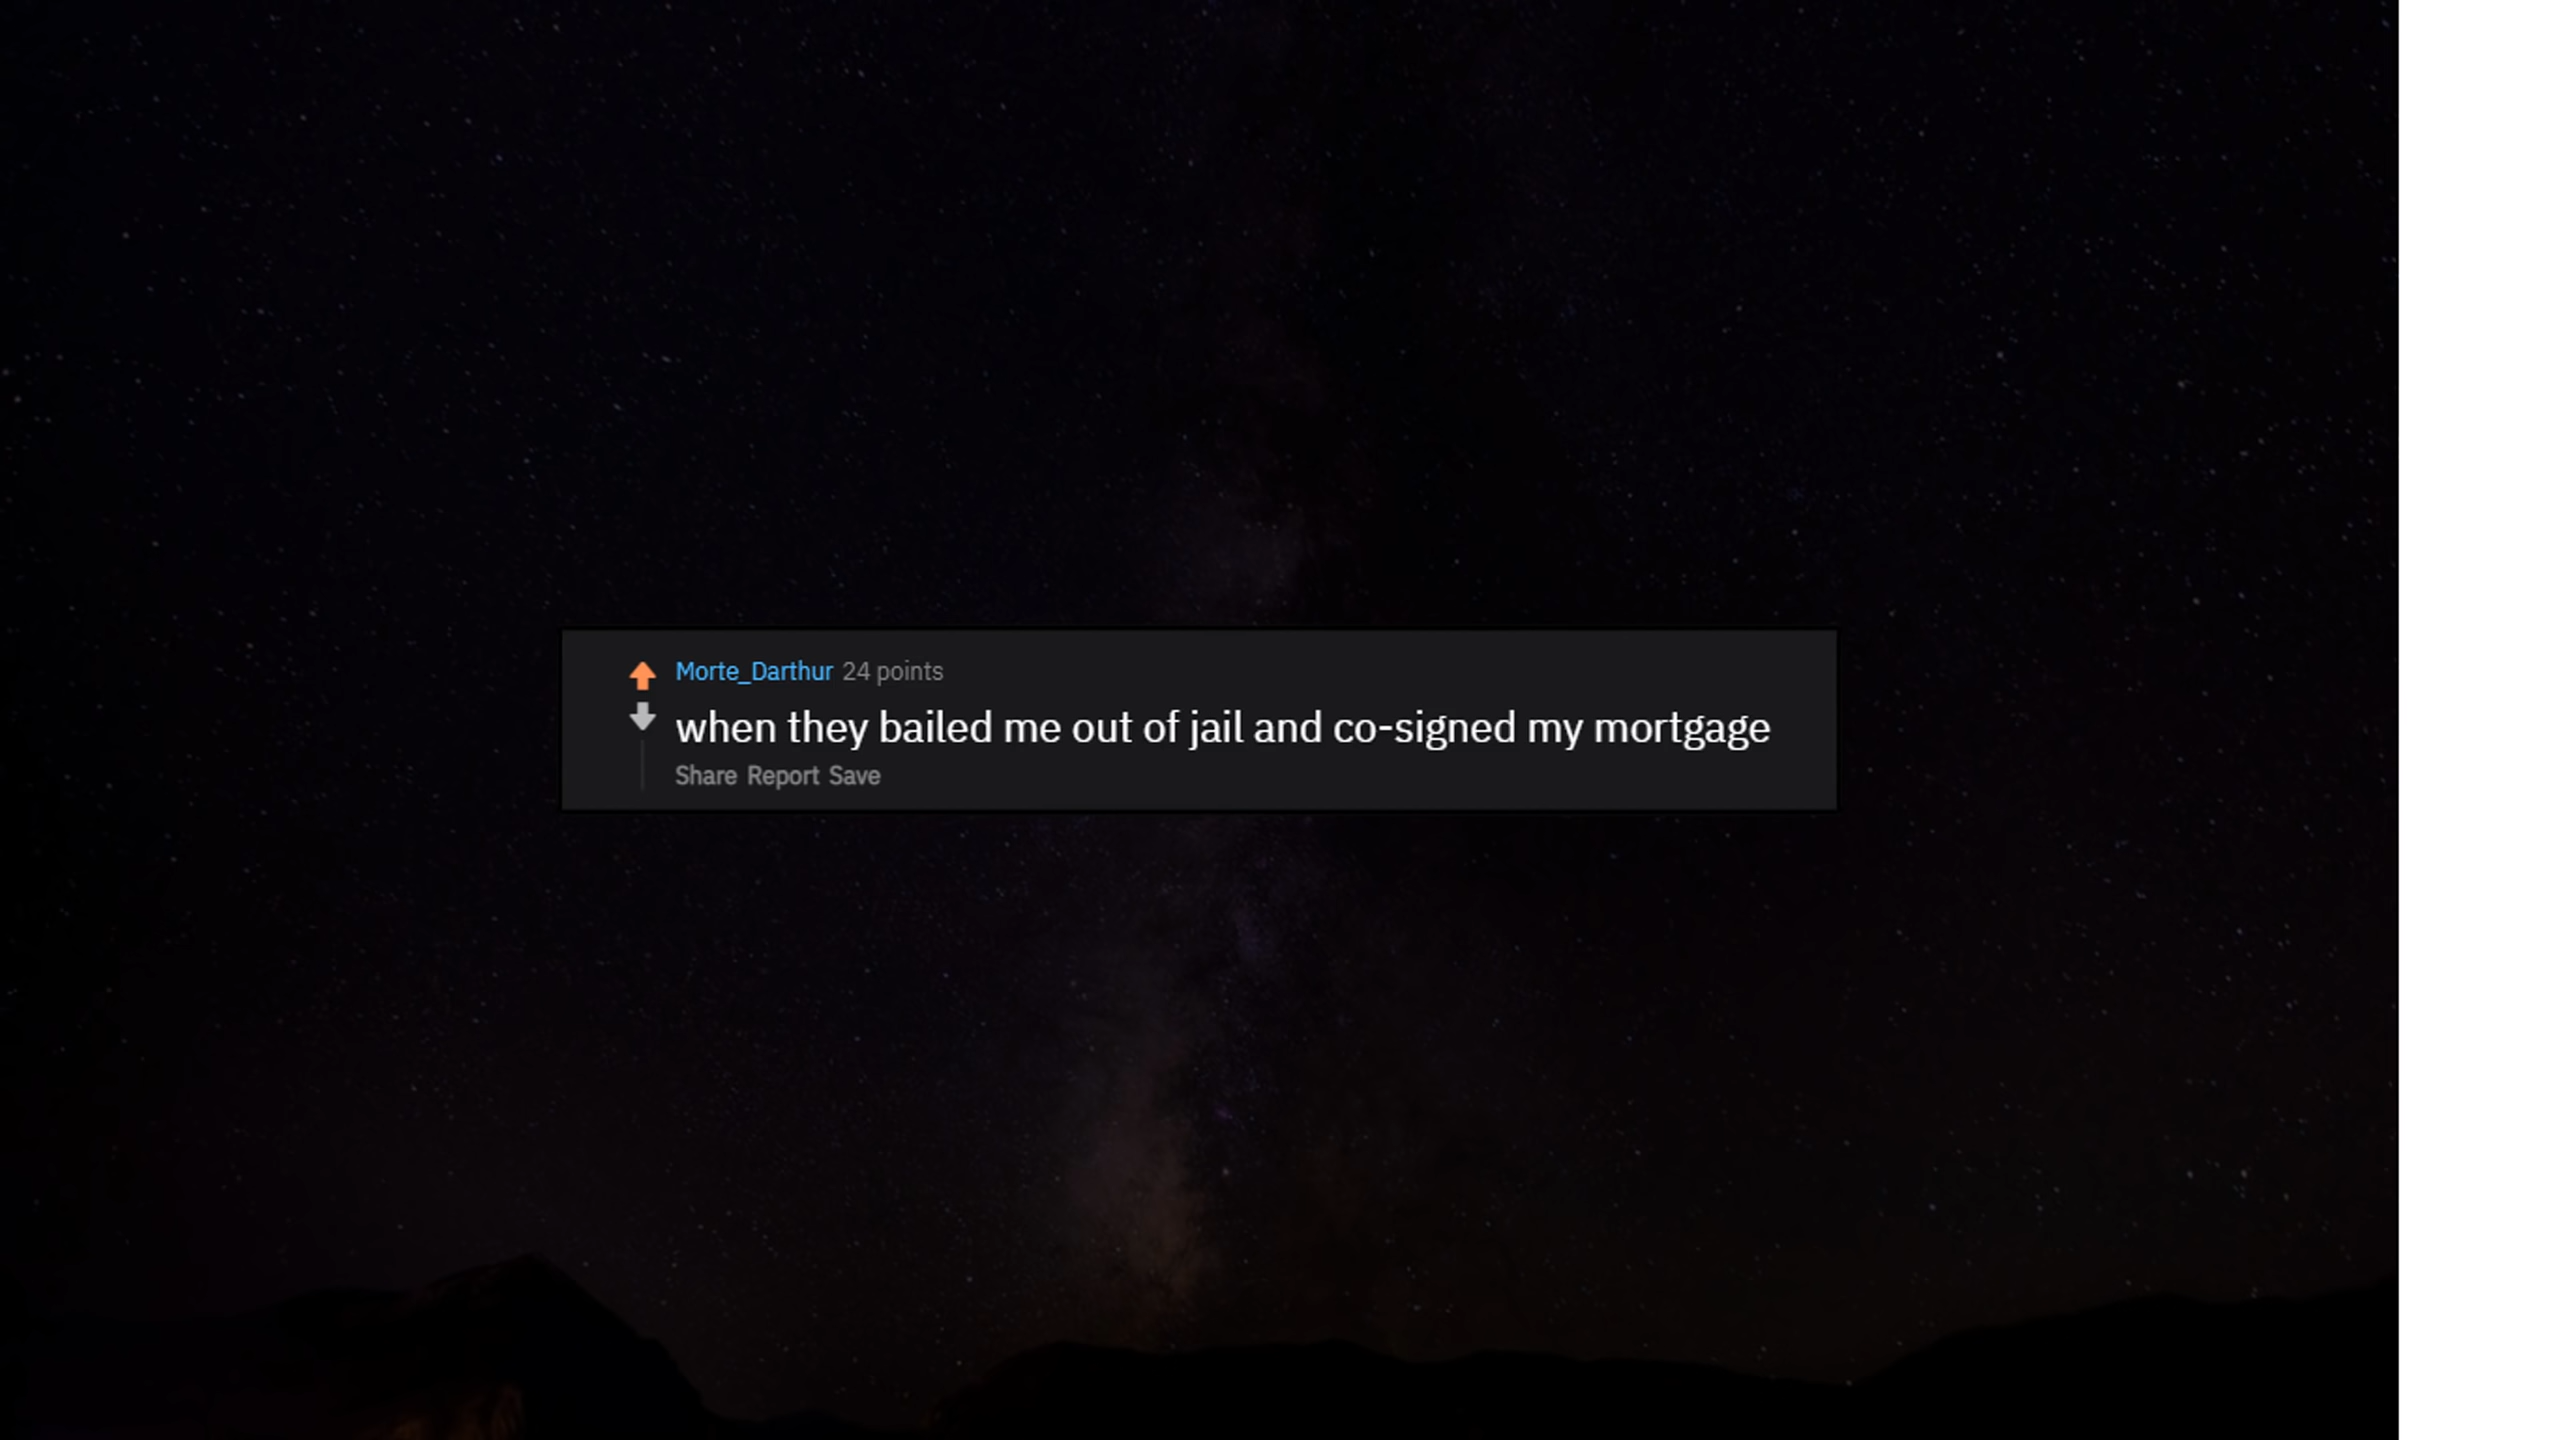 Morte_Darthur 24 points
when they bailed me out of jail and co-signed my mortgage
Share Report Save